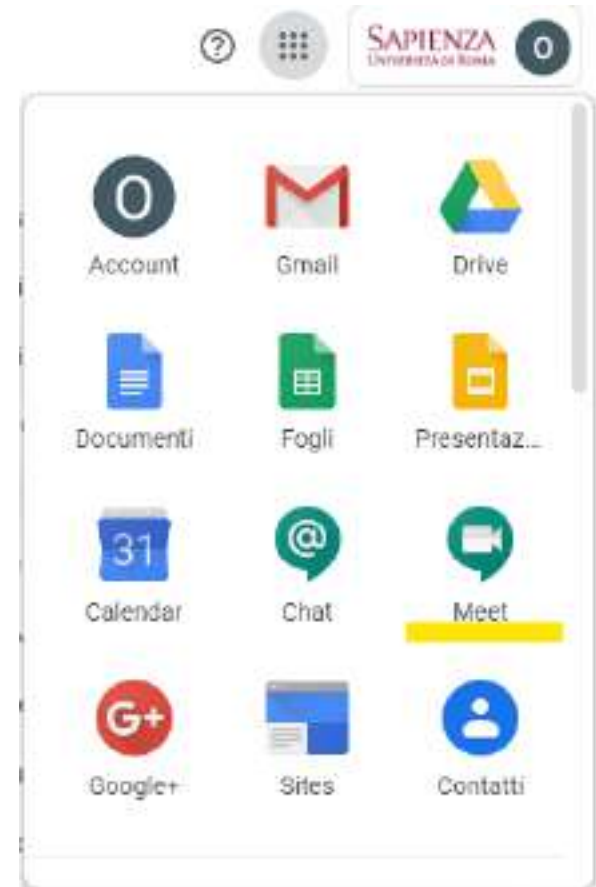 SAPIENZA
UNIVERSITÀ DI ROMA
O
O
Account
Gmail
Drive
Documenti
Fogli
Presentaz...
31
Calendar
Chat
Meet
G+
Google+
Sites
Contatti